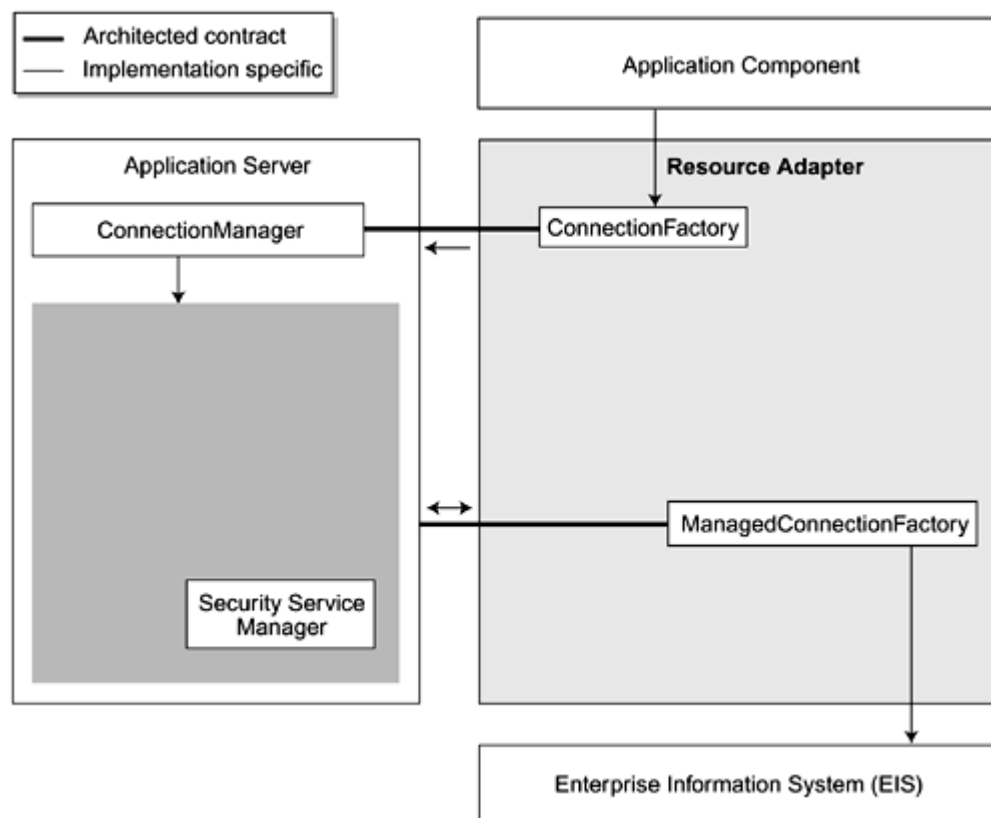 Architected contract
Implementation specific
Application Component
Application Server
Resource Adapter
ConnectionManager
ConnectionFactory
ManagedConnectionFactory
Security Service
Manager
Enterprise Information System (EIS)